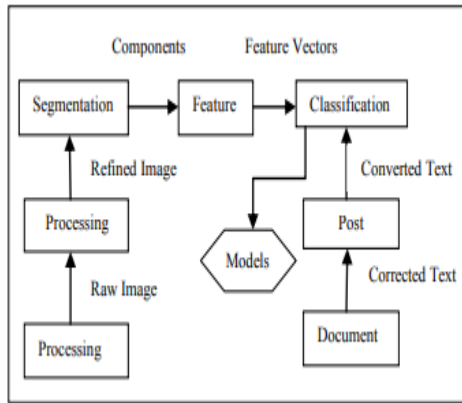 Components Feature Vectors
Segmentation Feature Classification
Refined Image Converted Text
Processing Post
Models
Raw Image Corrected Text
Processing Document